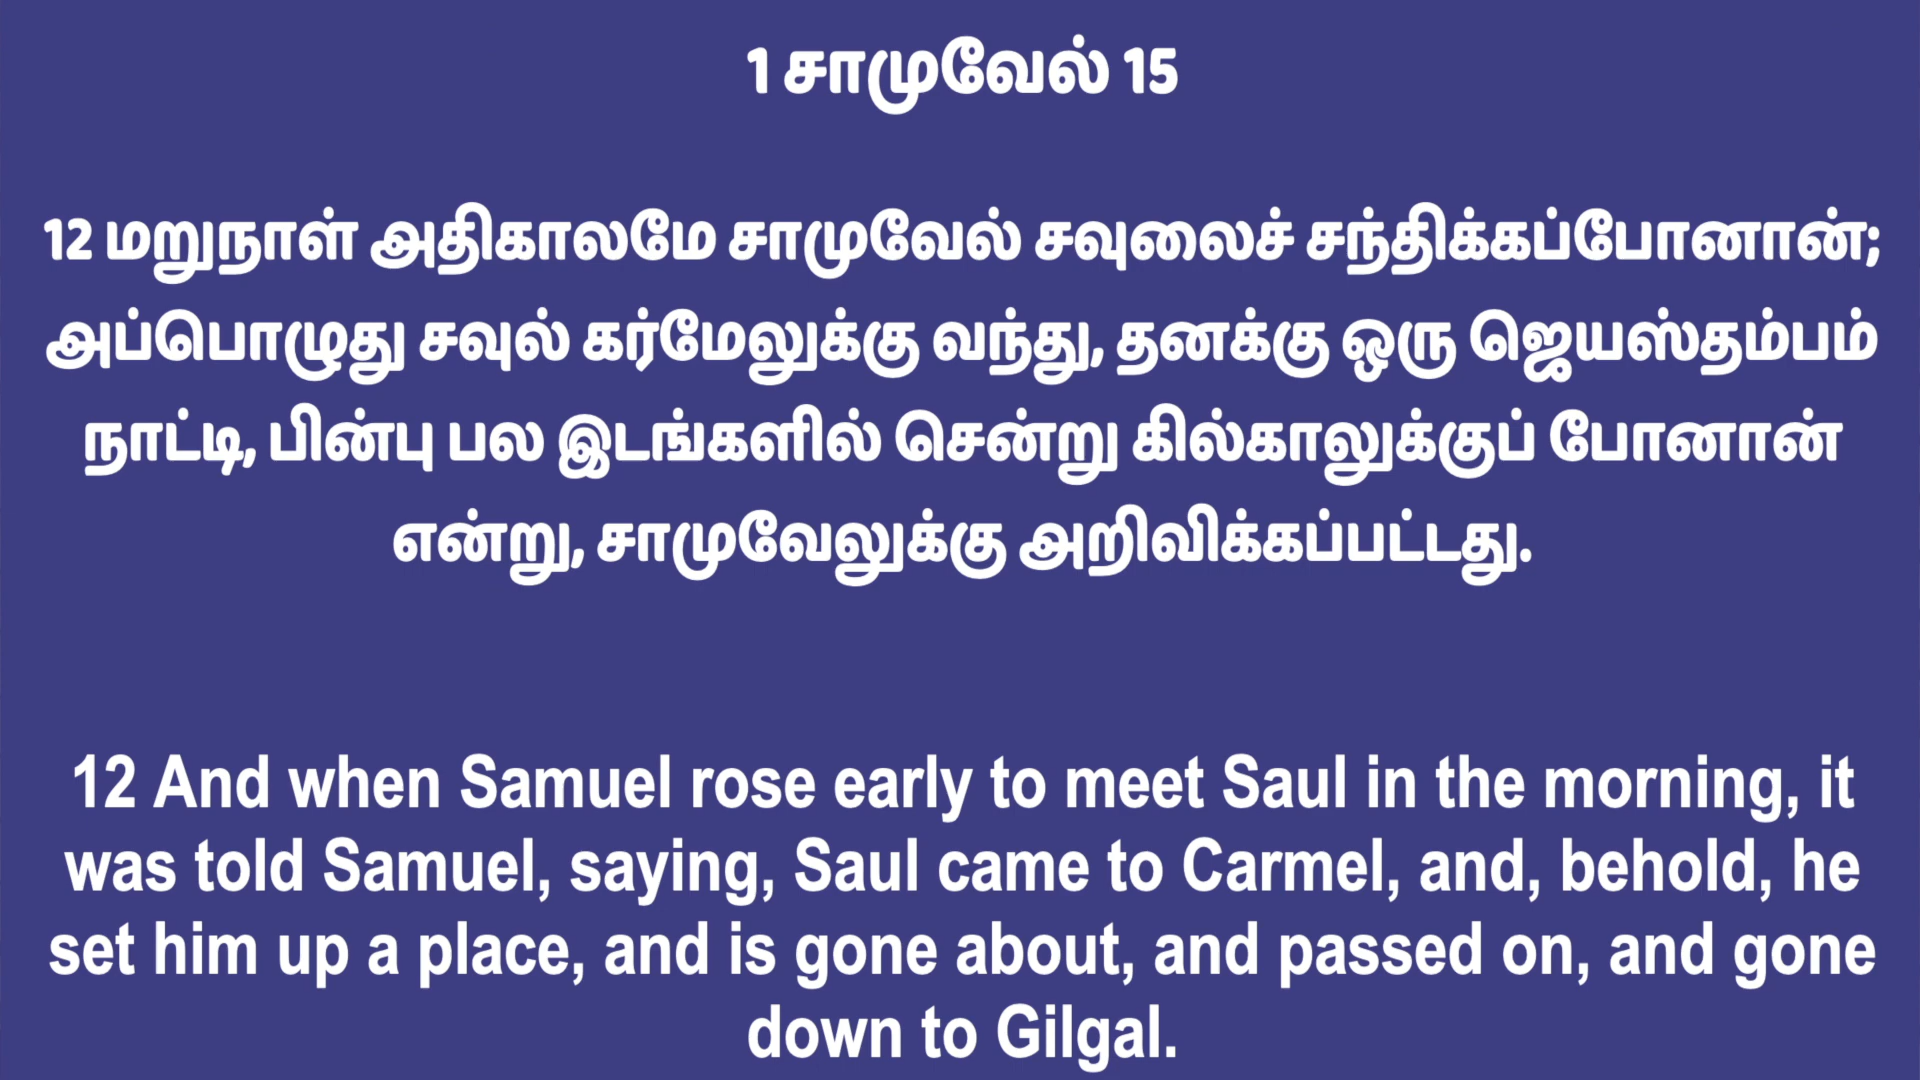 1 சாமுவேல் 15
12 மறுநாள் அதிகாலமே சாமுவேல் சவுலைச் சந்திக்கப்போனான்;
அப்பொழுது சவுல் கர்மேலுக்கு வந்து, தனக்கு ஒரு ஜெயஸ்தம்பம்
நாட்டி, பின்பு பல இடங்களில் சென்று கில்காலுக்குப் போனான்
என்று, சாமுவேலுக்கு அறிவிக்கப்பட்டது.
12 And when Samuel rose early to meet Saul in the morning, it
was told Samuel, saying, Saul came to Carmel, and, behold, he
set him up a place, and is gone about, and passed on, and gone
down to Gilgal.